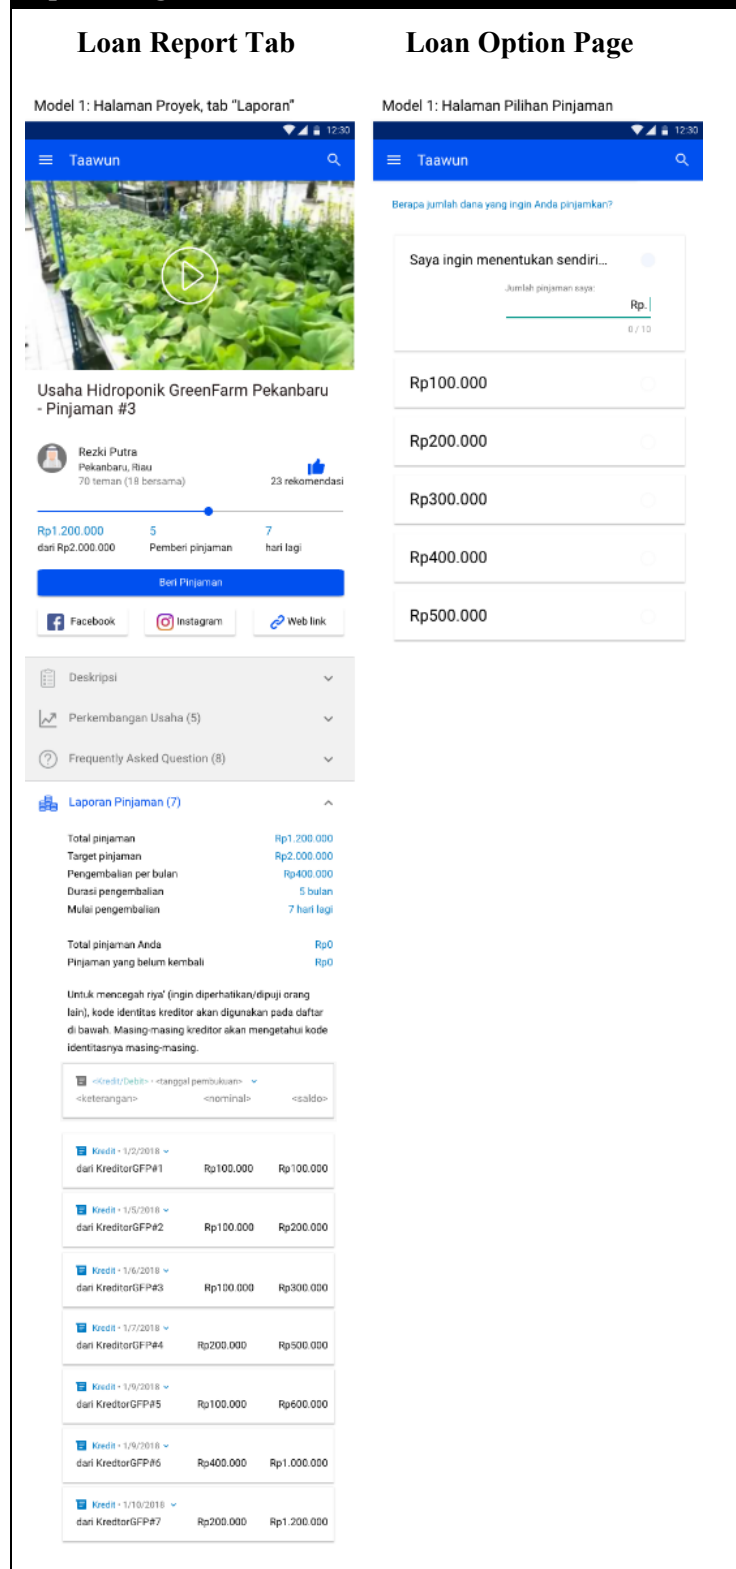 Loan Report Tab
Loan Option Page
Model 1: Halaman Proyek, tab "Laporan"
12:30
Taawun
Usaha Hidroponik GreenFarm Pekanbaru
- Pinjaman #3
Rezki Putra
Pekanbaru, Riau
70 teman (18 bersama)
23 rekomendasi
Rp1.200.000 5 7
dari Rp2.000.000 Pemberi pinjaman hari lagi
Beri Pinjaman
Facebook Instagram Web link
Deskripsi
Perkembangan Usaha (5)
Frequently Asked Question (8)
Laporan Pinjaman (7)
Total pinjaman Rp1.200.000
Target pinjaman Rp2.000.000
Pengembalian per bulan Rp400.000
Durasi pengembalian 5 bulan
Mulai pengembalian 7 hari lagi
Total pinjaman Anda Rp0
Pinjaman yang belum kembali Rp0
Untuk mencegah riya' (ingin diperhatikan/dipuji orang
lain), kode identitas kreditor akan digunakan pada daftar
di bawah. Masing-masing kreditor akan mengetahui kode
identitasnya masing-masing.
<Kredit/Debit> • <tanggal pembukuan>
<keterangan> <nominal> <saldo>
Kredit • 1/2/2018
dari KreditorGFP#1 Rp100.000 Rp100.000
Kredit • 1/5/2018
dari KreditorGFP#2 Rp100.000 Rp200.000
Kredit • 1/6/2018
dari KreditorGFP#3 Rp100.000 Rp300.000
Kredit • 1/7/2018
dari KreditorGFP#4 Rp200.000 Rp500.000
Kredit • 1/9/2018
dari KredtorGFP#5 Rp100.000 Rp600.000
Kredit • 1/9/2018
dari KredtorGFP#6 Rp400.000 Rp1.000.000
Kredit • 1/10/2018
dari KredtorGFP#7 Rp200.000 Rp1.200.000
Model 1: Halaman Pilihan Pinjaman
12:30
Taawun
Berapa jumlah dana yang ingin Anda pinjamkan?
Saya ingin menentukan sendiri...
Jumlah pinjaman saya:
Rp.
0 / 10
Rp100.000
Rp200.000
Rp300.000
Rp400.000
Rp500.000